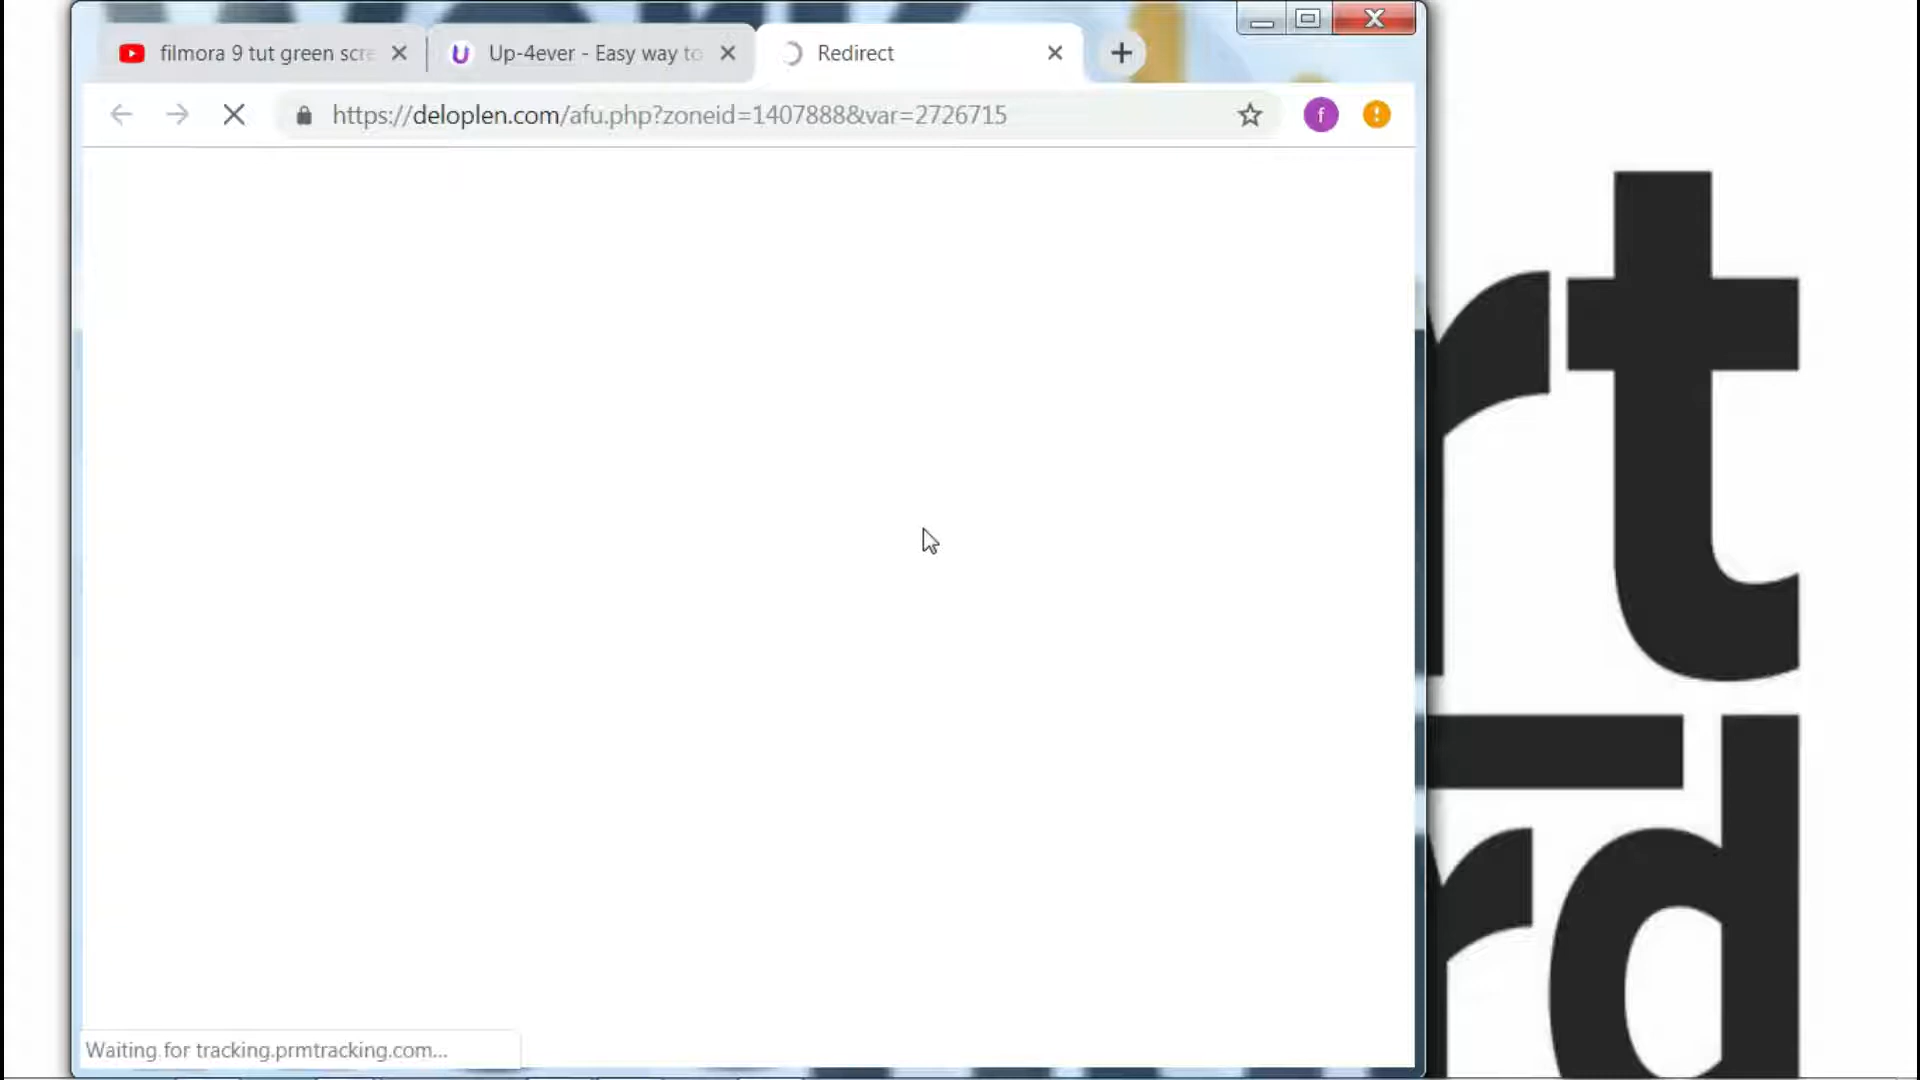 filmora 9 tut green scre
Up-4ever - Easy way to
Redirect
https://deloplen.com/afu.php?zoneid=1407888&var=2726715
f
rt
rd
Waiting for tracking.prmtracking.com...